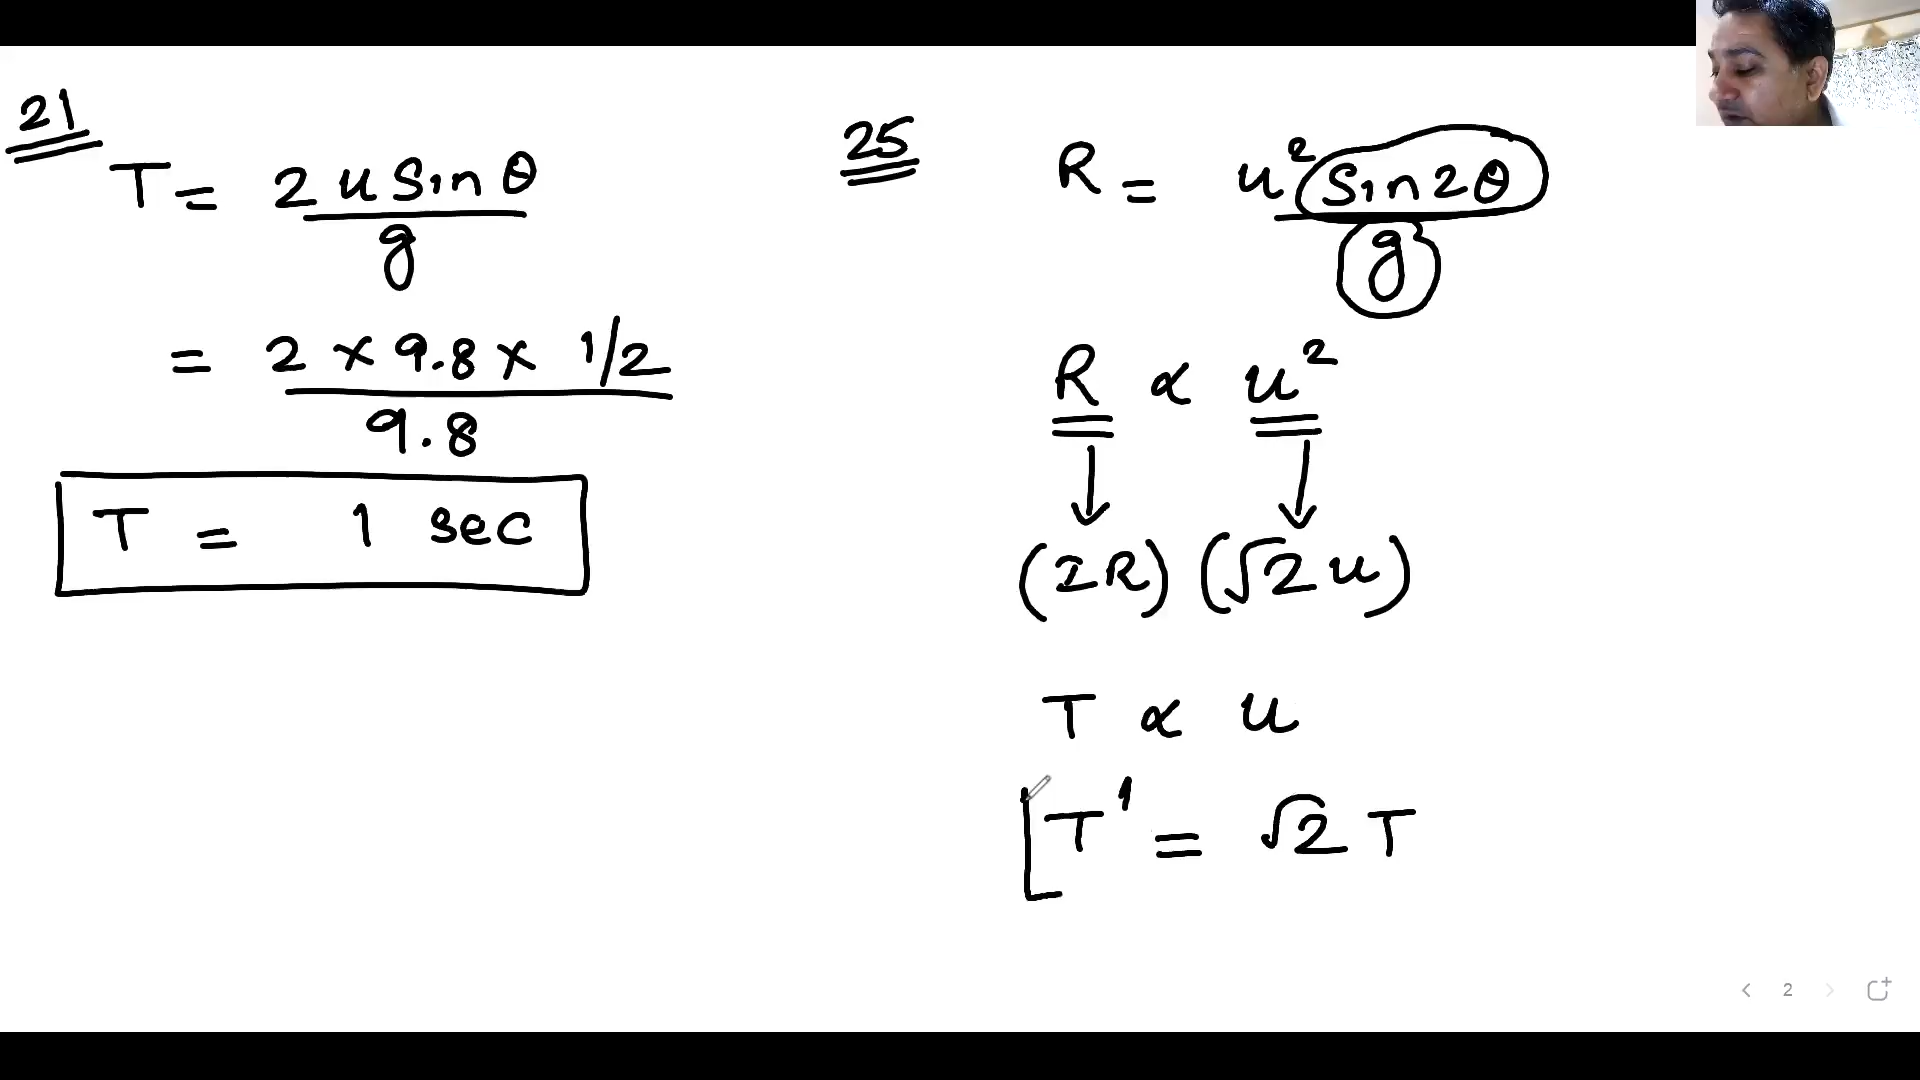 21
T = 2 u sin θ / g
= 2 × 9.8 × 1/2 / 9.8
T = 1 sec
25
R = u² sin 2θ / g
R ∝ u²
(2R) (√2 u)
T ∝ u
T' = √2 T
2